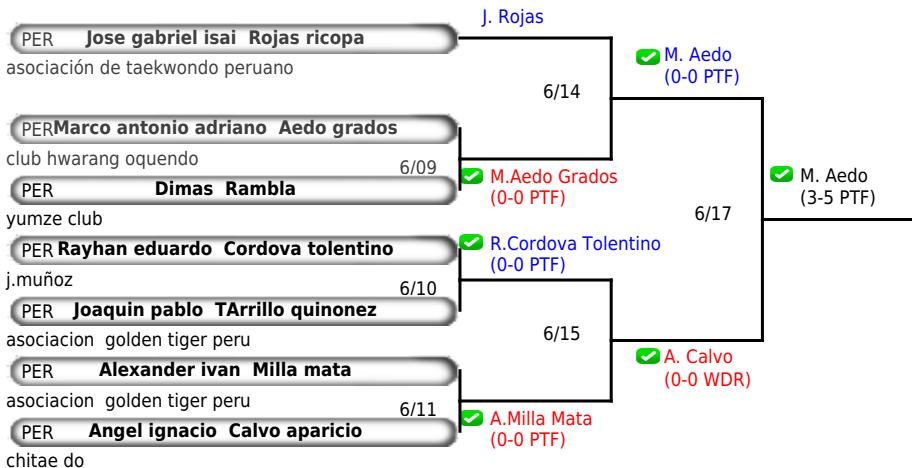 J. Rojas
PER Jose gabriel isai Rojas ricopa
asociación de taekwondo peruano
6/14
M. Aedo
(0-0 PTF)
PER Marco antonio adriano Aedo grados
club hwarang oquendo
6/09
M.Aedo Grados
(0-0 PTF)
PER Dimas Rambla
yumze club
6/17
M. Aedo
(3-5 PTF)
PER Rayhan eduardo Cordova tolentino
j.muñoz
R.Cordova Tolentino
(0-0 PTF)
6/10
PER Joaquin pablo TArrillo quinonez
asociacion golden tiger peru
6/15
A. Calvo
(0-0 WDR)
PER Alexander ivan Milla mata
asociacion golden tiger peru
6/11
A.Milla Mata
(0-0 PTF)
PER Angel ignacio Calvo aparicio
chitae do